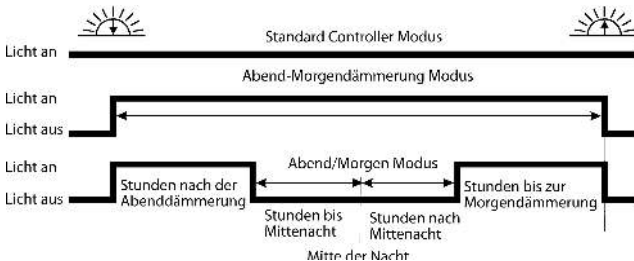 Standard Controller Modus
Licht an
Abend-Morgendämmerung Modus
Licht an
Licht aus
Licht an
Abend/Morgen Modus
Licht aus
Stunden nach der
Abenddämmerung
Stunden bis zur
Morgendämmerung
Stunden bis
Mittenacht
Stunden nach
Mittenacht
Mitte der Nacht